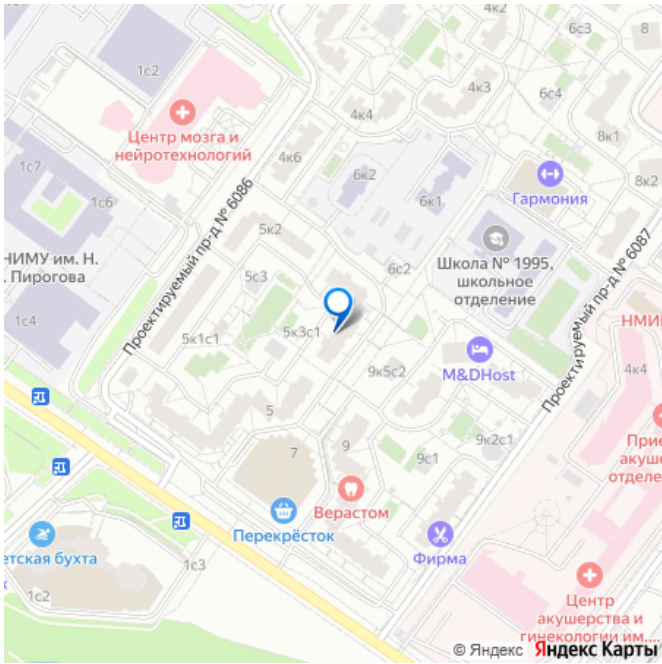 4к2
6с3
8
1с2
4к3
6с4
Центр мозга и
нейротехнологий
4к4
8к1
4к6
1с7
6к2
Гармония
8к2
1с6
6к1
Проектируемый пр-д № 6086
5к2
НИМУ им. Н.
. Пирогова
Школа № 1995,
школьное
отделение
6с2
5с3
Проектируемый пр-д № 6087
1с4
НМИ
5к1с1
5к3с1
9к5с2
M&DHost
4к4
5
9к2с1
Прие
акуше
отделе
7
9
9с1
Верастом
Перекрёсток
етская бухта
к
Фирма
1с3
1с2
Центр
акушерства и
гинекологии им....
© Яндекс Яндекс Карты